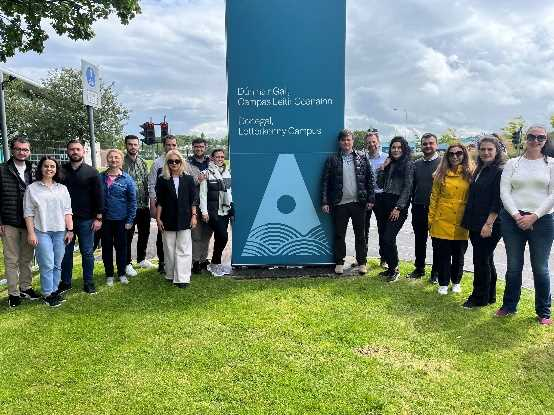 Dún na nGall,
Campas Leitir Ceanainn
Donegal,
Letterkenny Campus